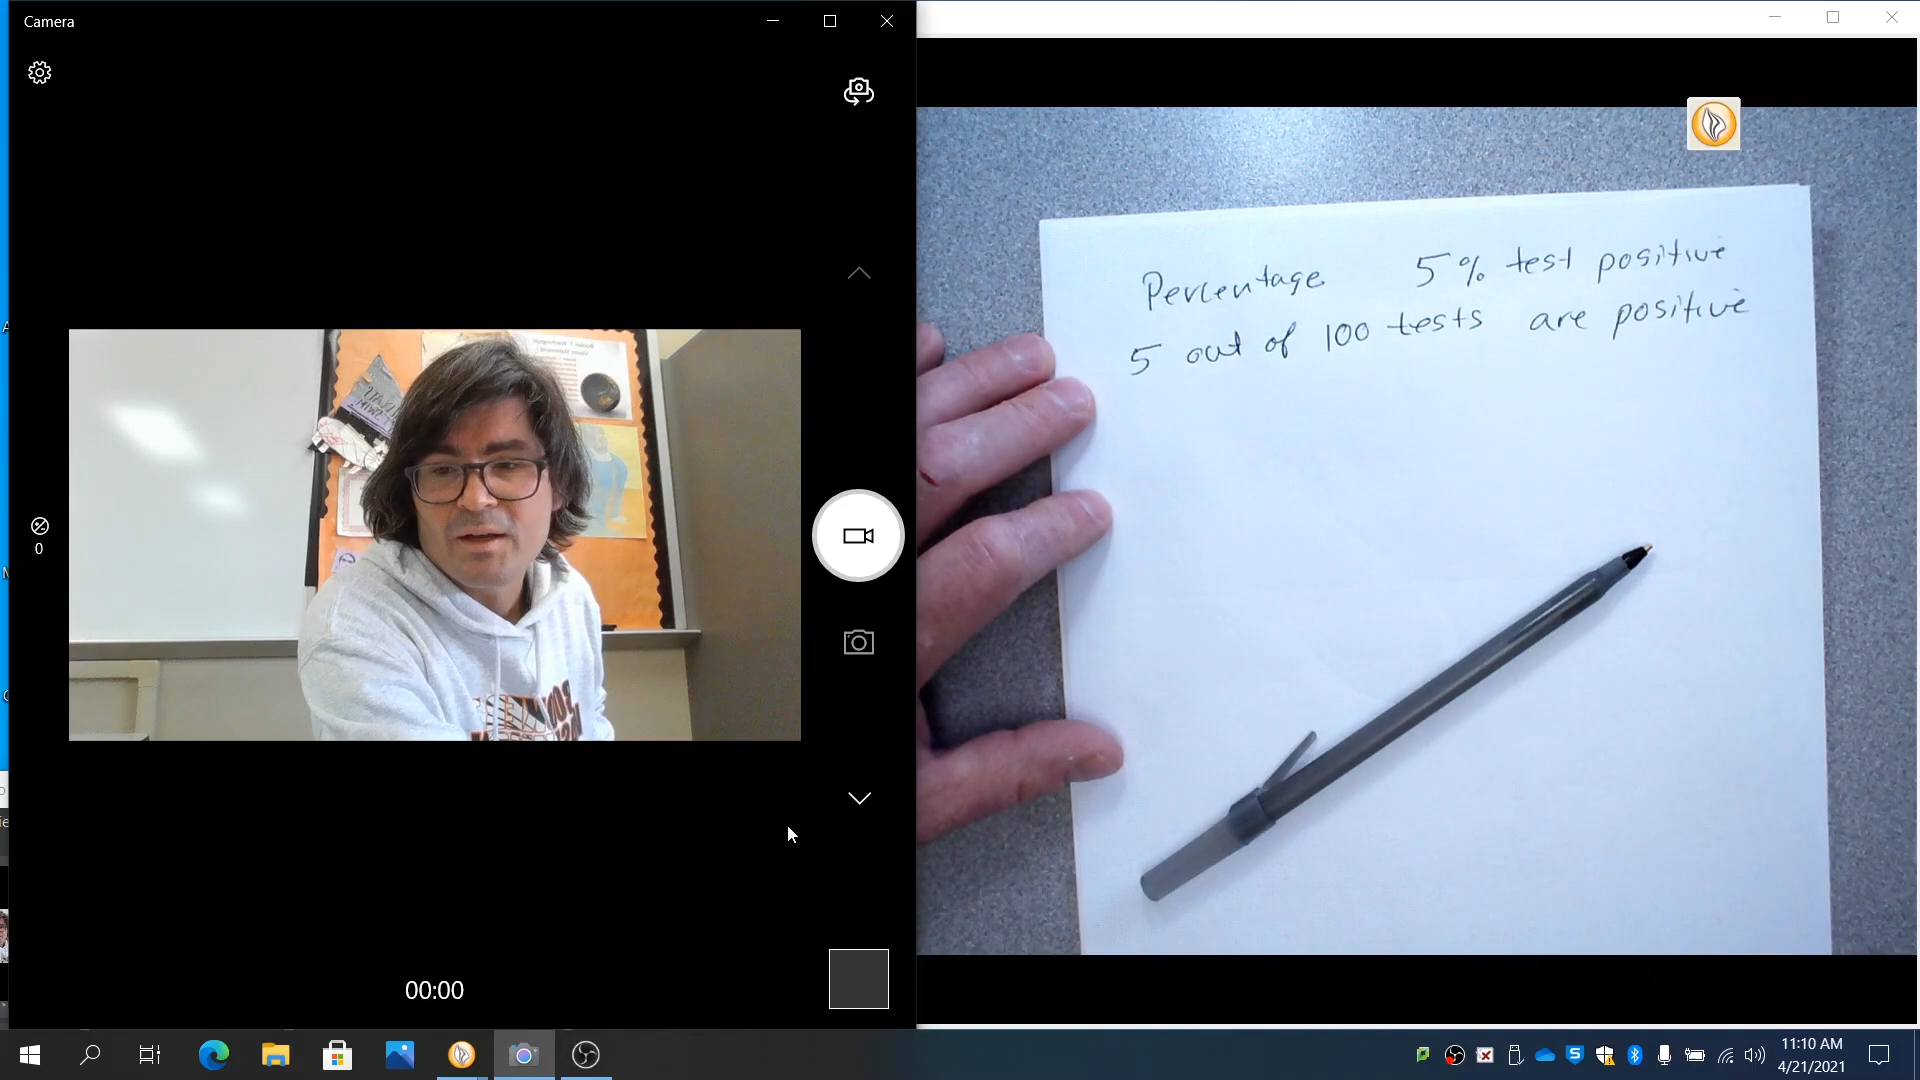 Camera
0
00:00
Percentage 5% test positive
5 out of 100 tests are positive
11:10 AM
4/21/2021